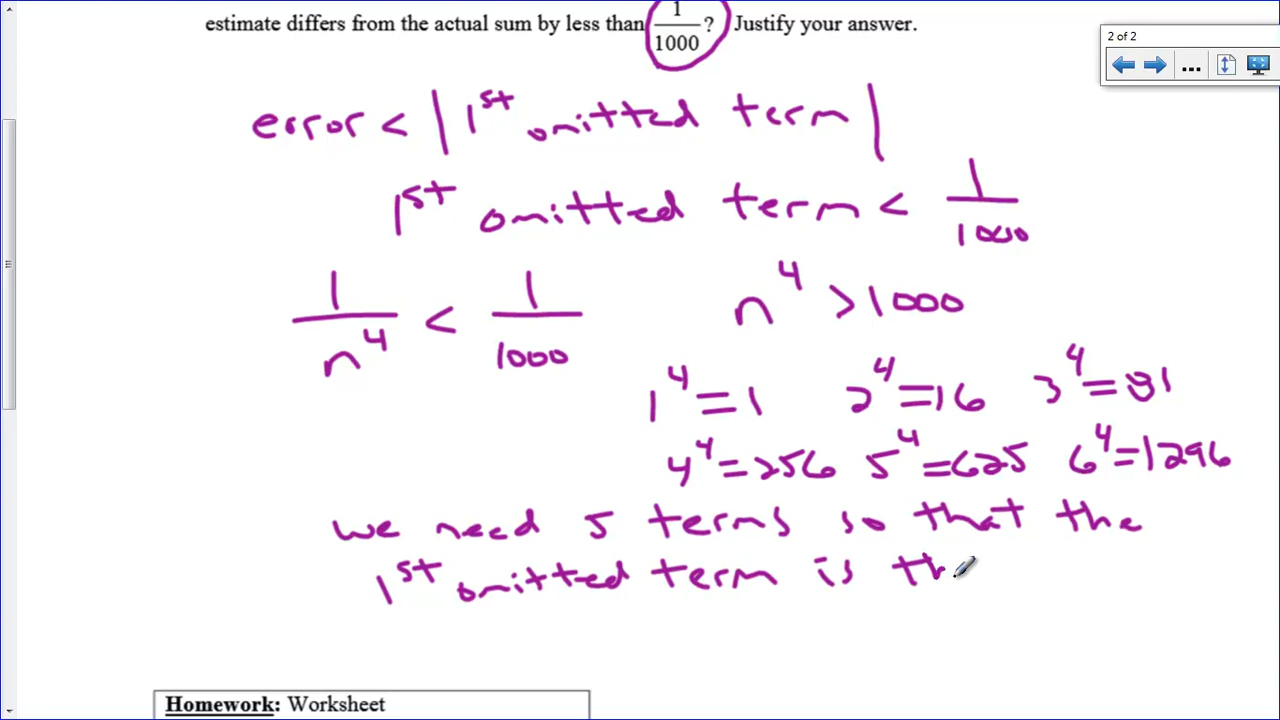 estimate differs from the actual sum by less than 1/1000? Justify your answer.
2 of 2
error < |1st omitted term|
1st omitted term < 1/1000
1/n^4 < 1/1000 n^4 > 1000
1^4 = 1 2^4 = 16 3^4 = 81
4^4 = 256 5^4 = 625 6^4 = 1296
we need 5 terms so that the
1st omitted term is th
Homework: Worksheet